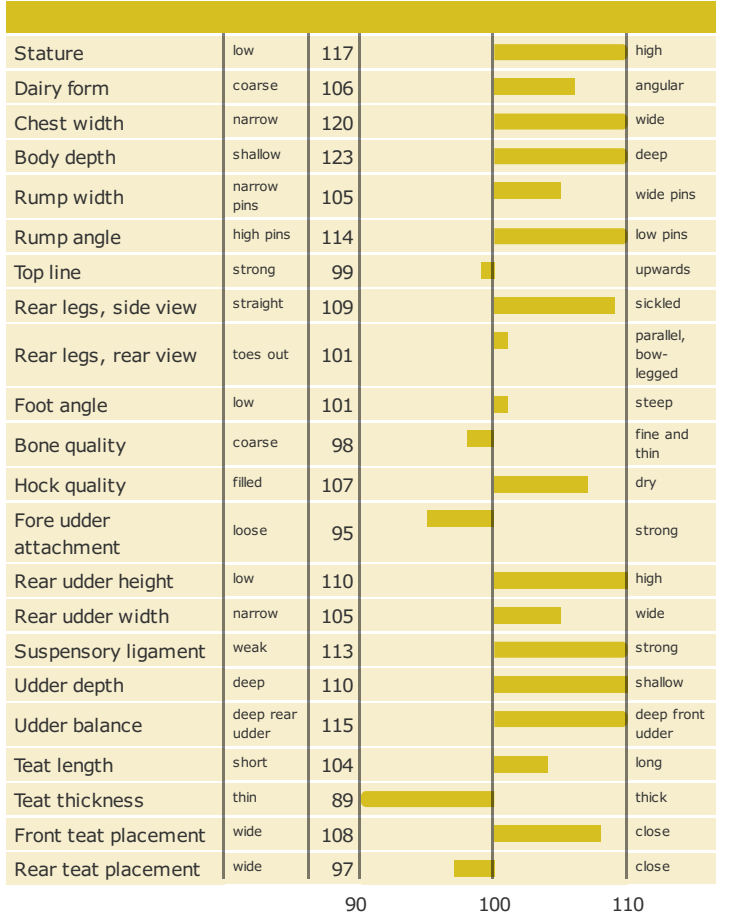 Stature low 117 high
Dairy form coarse 106 angular
Chest width narrow 120 wide
Body depth shallow 123 deep
Rump width narrow pins 105 wide pins
Rump angle high pins 114 low pins
Top line strong 99 upwards
Rear legs, side view straight 109 sickled
Rear legs, rear view toes out 101 parallel, bow-legged
Foot angle low 101 steep
Bone quality coarse 98 fine and thin
Hock quality filled 107 dry
Fore udder attachment loose 95 strong
Rear udder height low 110 high
Rear udder width narrow 105 wide
Suspensory ligament weak 113 strong
Udder depth deep 110 shallow
Udder balance deep rear udder 115 deep front udder
Teat length short 104 long
Teat thickness thin 89 thick
Front teat placement wide 108 close
Rear teat placement wide 97 close
90 100 110